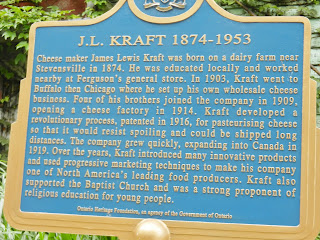 J.L. KRAFT 1874-1953
Cheese maker James Lewis Kraft was born on a dairy farm near
Stevensville in 1874. He was educated locally and worked
nearby at Ferguson's general store. In 1903, Kraft went to
Buffalo then Chicago where he set up his own wholesale cheese
business. Four of his brothers joined the company in 1909,
opening a cheese factory in 1914. Kraft developed a
revolutionary process, patented in 1916, for pasteurising cheese
so that it would resist spoiling and could be shipped long
distances. The company grew quickly, expanding into Canada in
1919. Over the years, Kraft introduced many innovative products
and used progressive marketing techniques to make his company
one of North America's leading food producers. Kraft also
supported the Baptist Church and was a strong proponent of
religious education for young people.
Ontario Heritage Foundation, an agency of the Government of Ontario